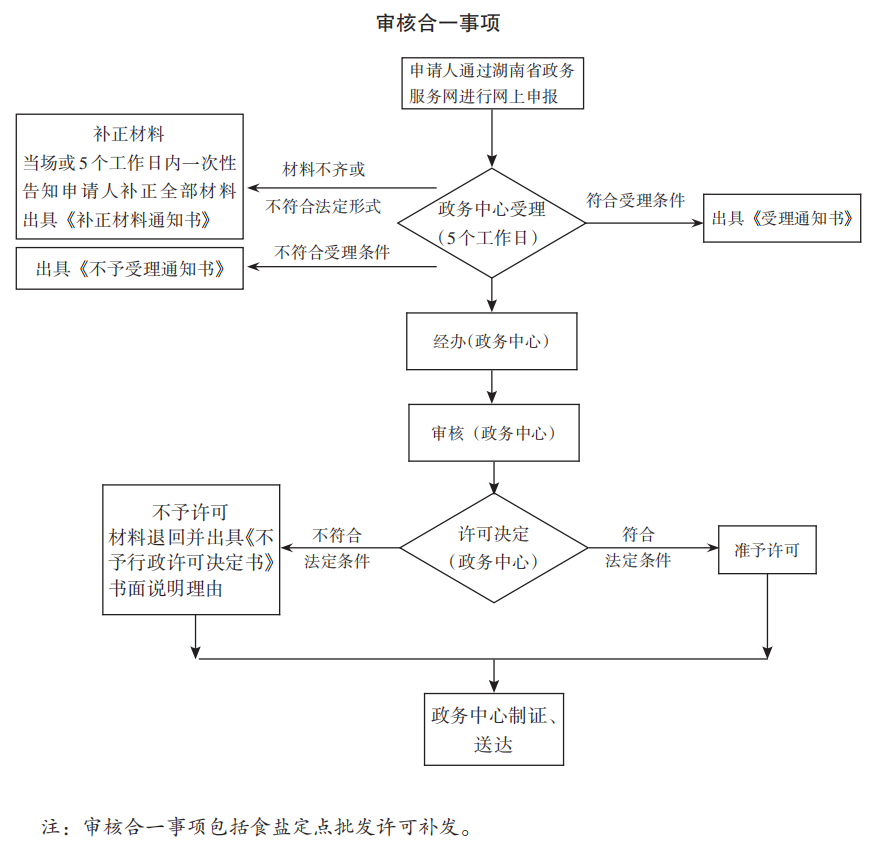 审核合一事项
申请人通过湖南省政务
服务网进行网上申报
补正材料
当场或5个工作日内一次性
告知申请人补正全部材料
出具《补正材料通知书》
材料不齐或
不符合法定形式
政务中心受理
（5个工作日）
符合受理条件
出具《受理通知书》
不符合受理条件
出具《不予受理通知书》
经办（政务中心）
审核（政务中心）
不予许可
材料退回并出具《不
予行政许可决定书》
书面说明理由
不符合
法定条件
许可决定
（政务中心）
符合
法定条件
准予许可
政务中心制证、
送达
注：审核合一事项包括食盐定点批发许可补发。